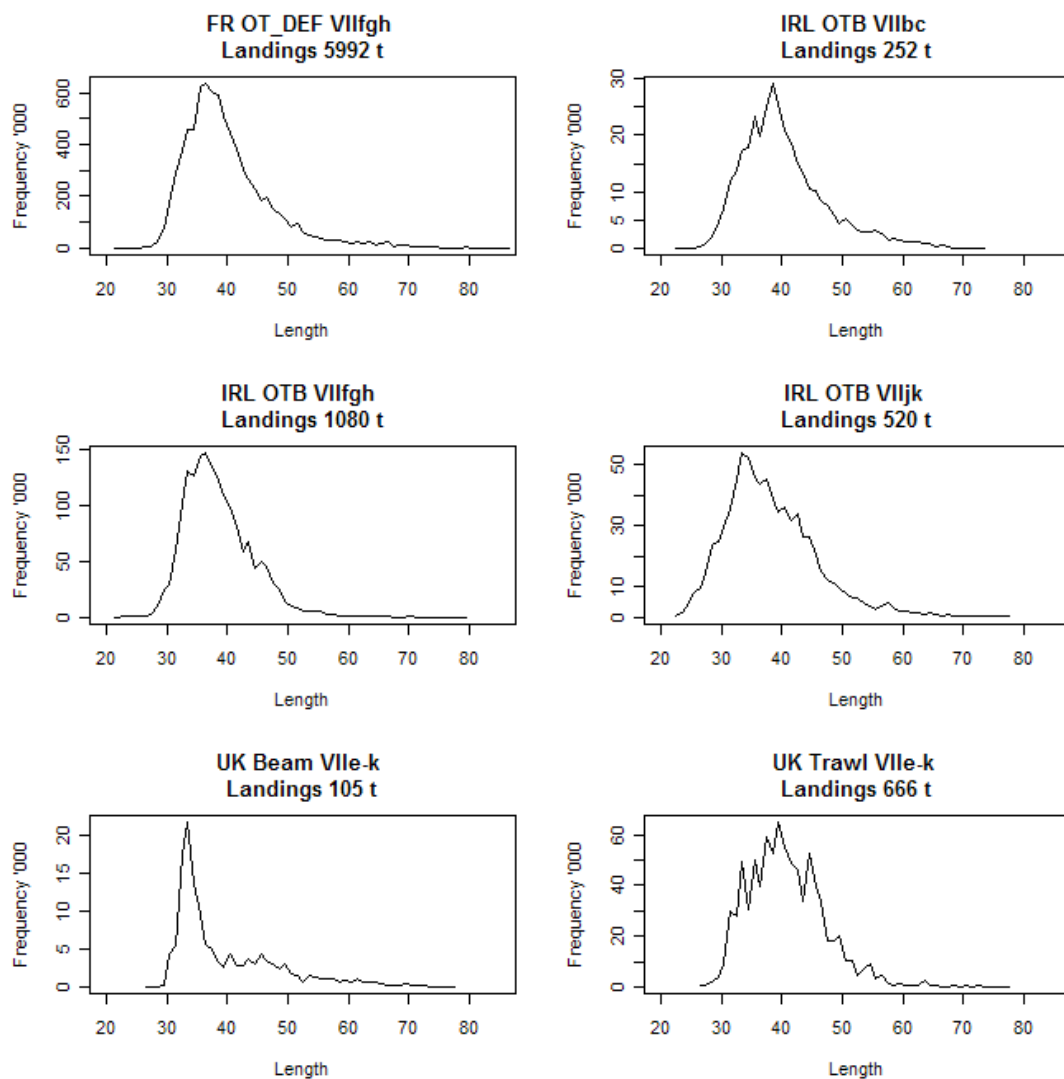 FR OT_DEF VIIfgh
Landings 5992 t
Frequency '000
0
200
400
600
20 30 40 50 60 70 80
Length
IRL OTB VIIbc
Landings 252 t
Frequency '000
0
5
10
20
30
20 30 40 50 60 70 80
Length
IRL OTB VIIfgh
Landings 1080 t
Frequency '000
0
50
100
150
20 30 40 50 60 70 80
Length
IRL OTB VIIjk
Landings 520 t
Frequency '000
0
10
30
50
20 30 40 50 60 70 80
Length
UK Beam VIIe-k
Landings 105 t
Frequency '000
0
5
10
15
20
20 30 40 50 60 70 80
Length
UK Trawl VIIe-k
Landings 666 t
Frequency '000
0
20
40
60
20 30 40 50 60 70 80
Length